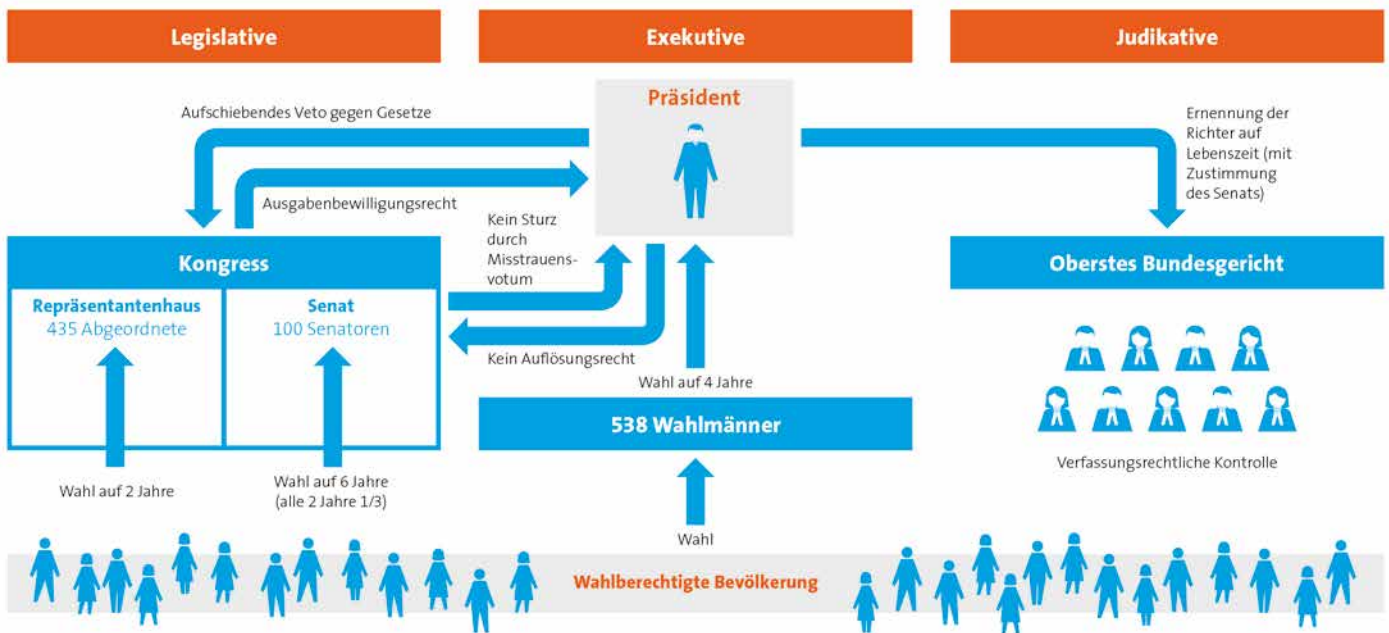 Legislative
Exekutive
Judikative
Präsident
Aufschiebendes Veto gegen Gesetze
Ausgabenbewilligungsrecht
Kein Sturz
durch
Misstrauens-
votum
Kein Auflösungsrecht
Ernennung der
Richter auf
Lebenszeit (mit
Zustimmung
des Senats)
Kongress
Repräsentantenhaus
435 Abgeordnete
Senat
100 Senatoren
Oberstes Bundesgericht
Wahl auf 4 Jahre
538 Wahlmänner
Verfassungsrechtliche Kontrolle
Wahl auf 2 Jahre
Wahl auf 6 Jahre
(alle 2 Jahre 1/3)
Wahl
Wahlberechtigte Bevölkerung